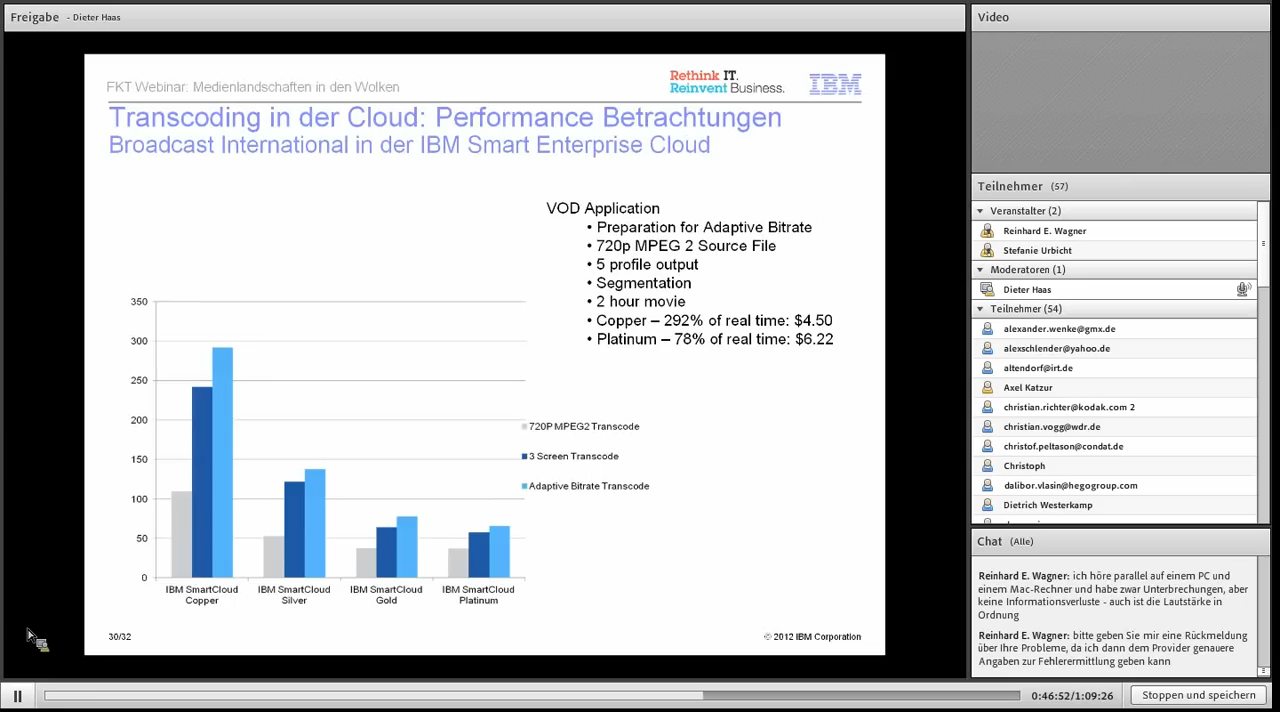 Freigabe - Dieter Haas
FKT Webinar: Medienlandschaften in den Wolken
Rethink IT.
Reinvent Business.
IBM
Transcoding in der Cloud: Performance Betrachtungen
Broadcast International in der IBM Smart Enterprise Cloud
VOD Application
• Preparation for Adaptive Bitrate
• 720p MPEG 2 Source File
• 5 profile output
• Segmentation
• 2 hour movie
• Copper – 292% of real time: $4.50
• Platinum – 78% of real time: $6.22
350
300
250
200
150
100
50
0
720P MPEG2 Transcode
3 Screen Transcode
Adaptive Bitrate Transcode
IBM SmartCloud
Copper
IBM SmartCloud
Silver
IBM SmartCloud
Gold
IBM SmartCloud
Platinum
30/32
© 2012 IBM Corporation
Video
Teilnehmer (57)
Veranstalter (2)
Reinhard E. Wagner
Stefanie Urbicht
Moderatoren (1)
Dieter Haas
Teilnehmer (54)
alexander.wenke@gmx.de
alexschlender@yahoo.de
altendorf@irt.de
Axel Katzur
christian.richter@kodak.com 2
christian.vogg@wdr.de
christof.peltason@condat.de
Christoph
dalibor.vlasin@hegogroup.com
Dietrich Westerkamp
Chat (Alle)
Reinhard E. Wagner: ich höre parallel auf einem PC und
einem Mac-Rechner und habe zwar Unterbrechungen, aber
keine Informationsverluste - auch ist die Lautstärke in
Ordnung
Reinhard E. Wagner: bitte geben Sie mir eine Rückmeldung
über Ihre Probleme, da ich dann dem Provider genauere
Angaben zur Fehlerermittlung geben kann
0:46:52/1:09:26
Stoppen und speichern